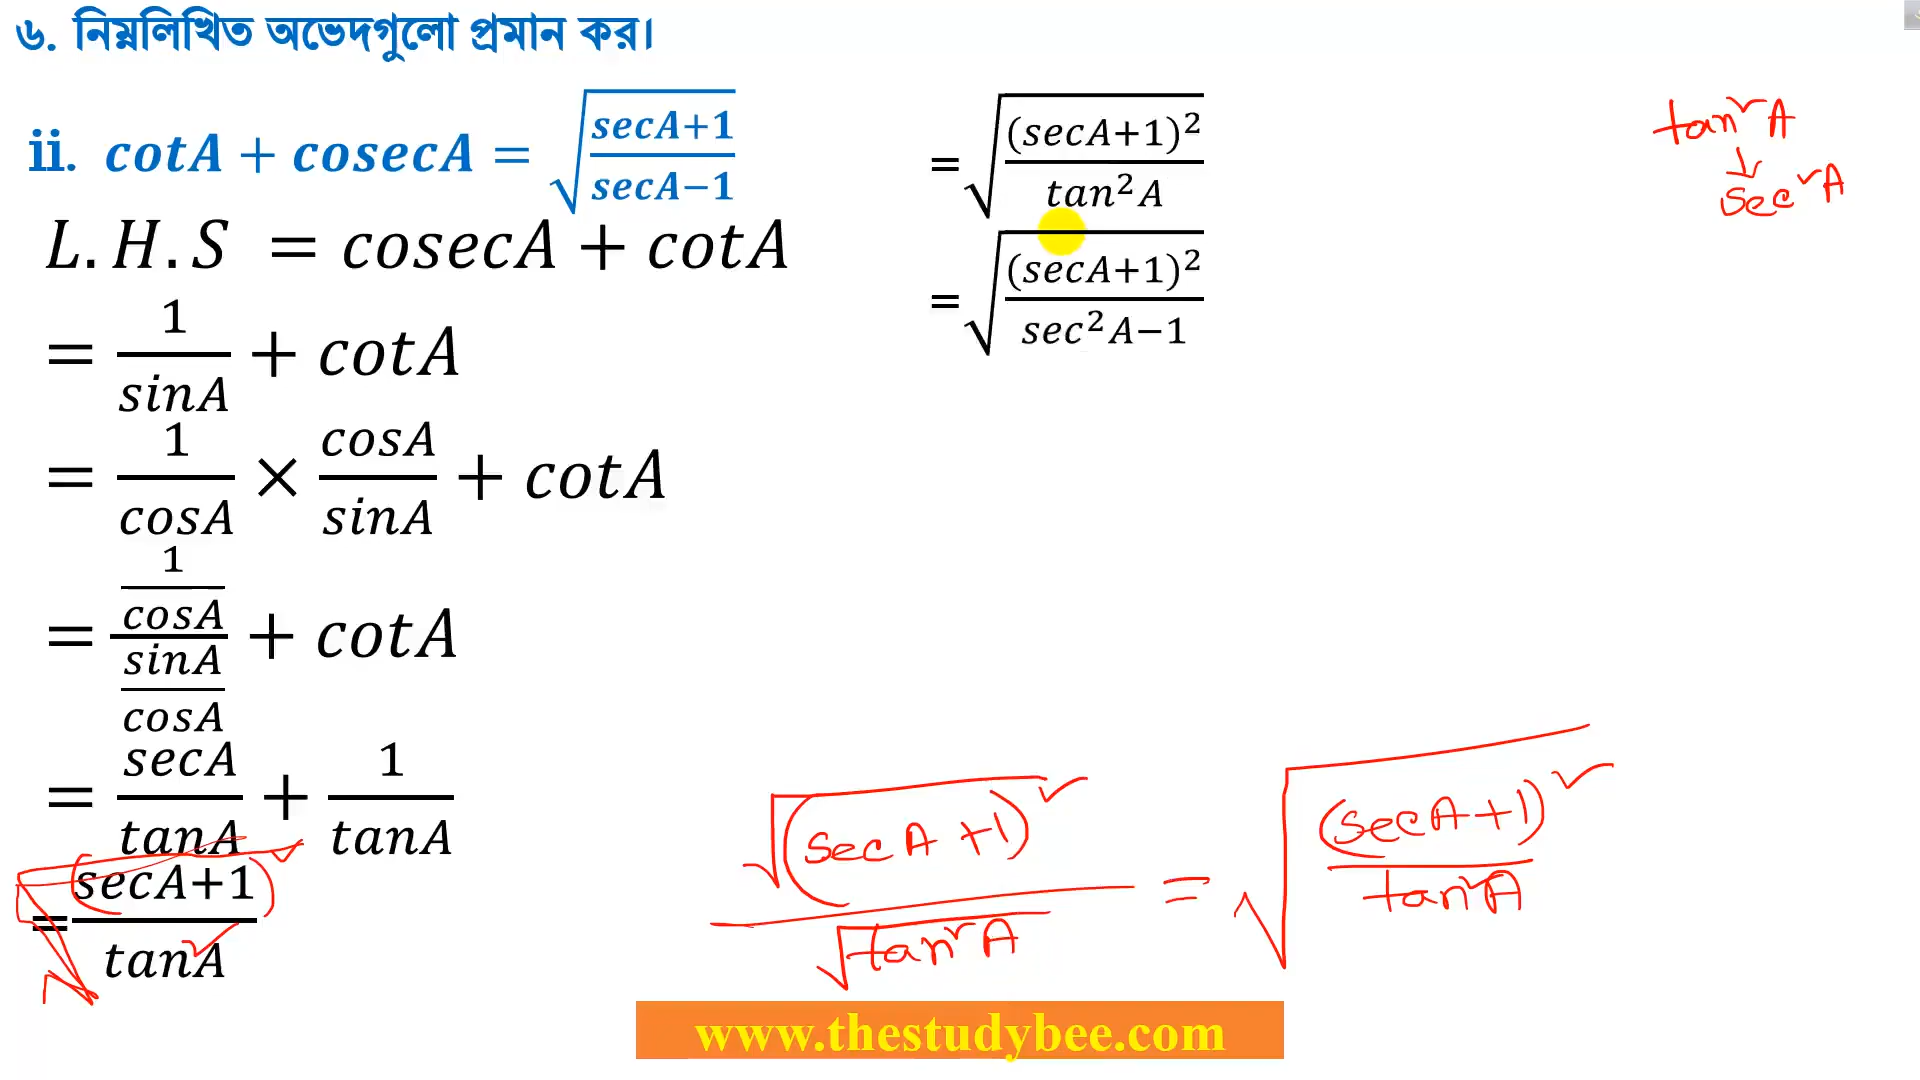 ৬. নিম্নলিখিত অভেদগুলো প্রমান কর।
ii. cotA + cosecA = √((secA+1)/(secA−1))
L.H.S = cosecA + cotA
= 1/sinA + cotA
= 1/cosA × cosA/sinA + cotA
= (1/cosA)/(sinA/cosA) + cotA
= secA/tanA + 1/tanA
= (secA+1)/tanA
= √((secA+1)²/tan²A)
= √((secA+1)²/(sec²A−1))
tan²A
sec²A
√(secA+1)²/√tan²A = √((secA+1)²/tan²A)
www.thestudybee.com